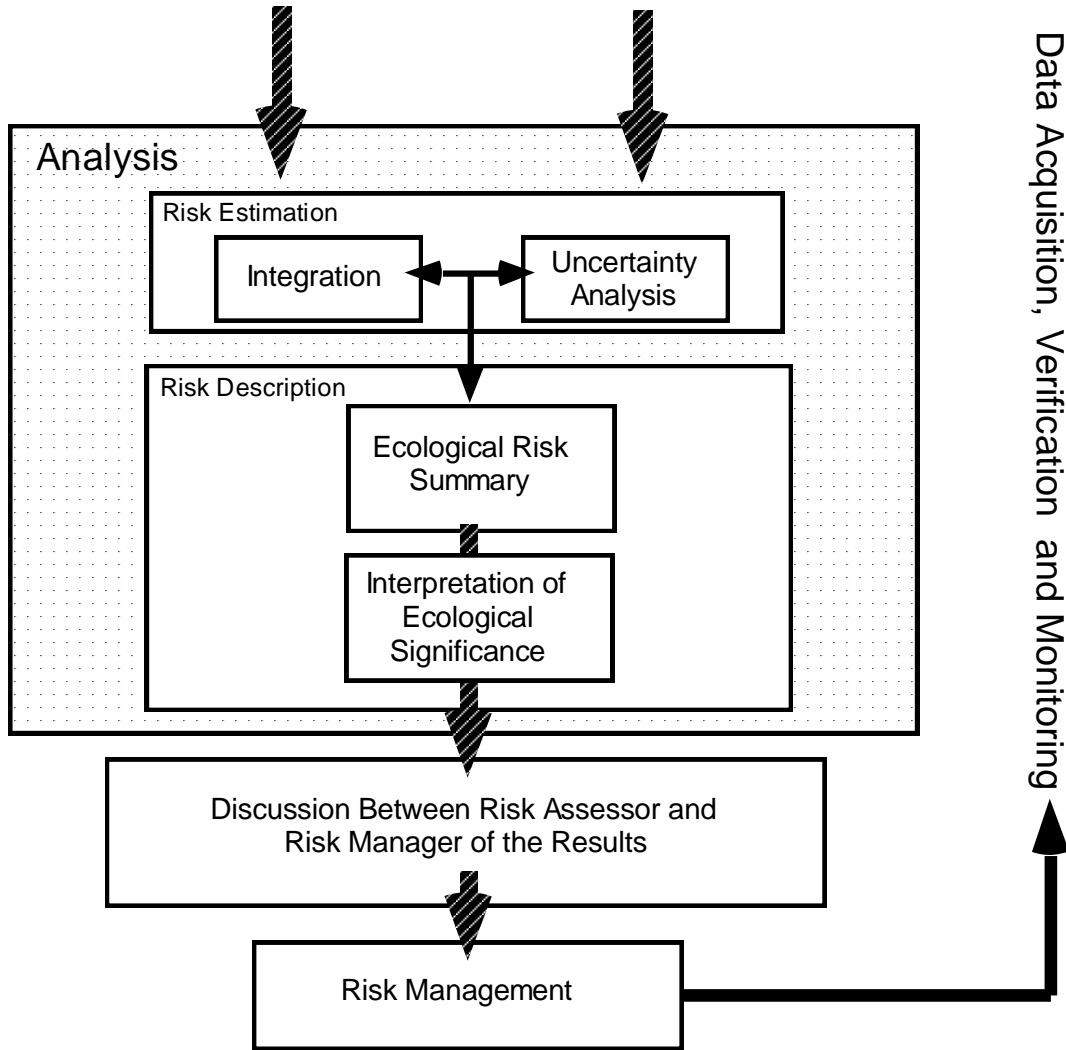 Analysis
Risk Estimation
Integration
Uncertainty
Analysis
Risk Description
Ecological Risk
Summary
Interpretation of
Ecological
Significance
Discussion Between Risk Assessor and
Risk Manager of the Results
Risk Management
Data Acquisition, Verification and Monitoring